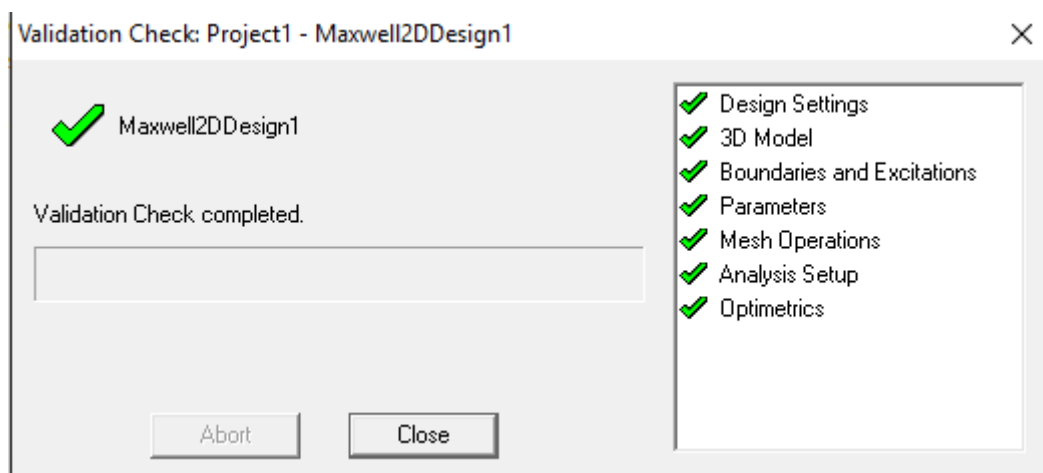 Validation Check: Project1 - Maxwell2DDesign1
Maxwell2DDesign1
Validation Check completed.
Abort
Close
Design Settings
3D Model
Boundaries and Excitations
Parameters
Mesh Operations
Analysis Setup
Optimetrics